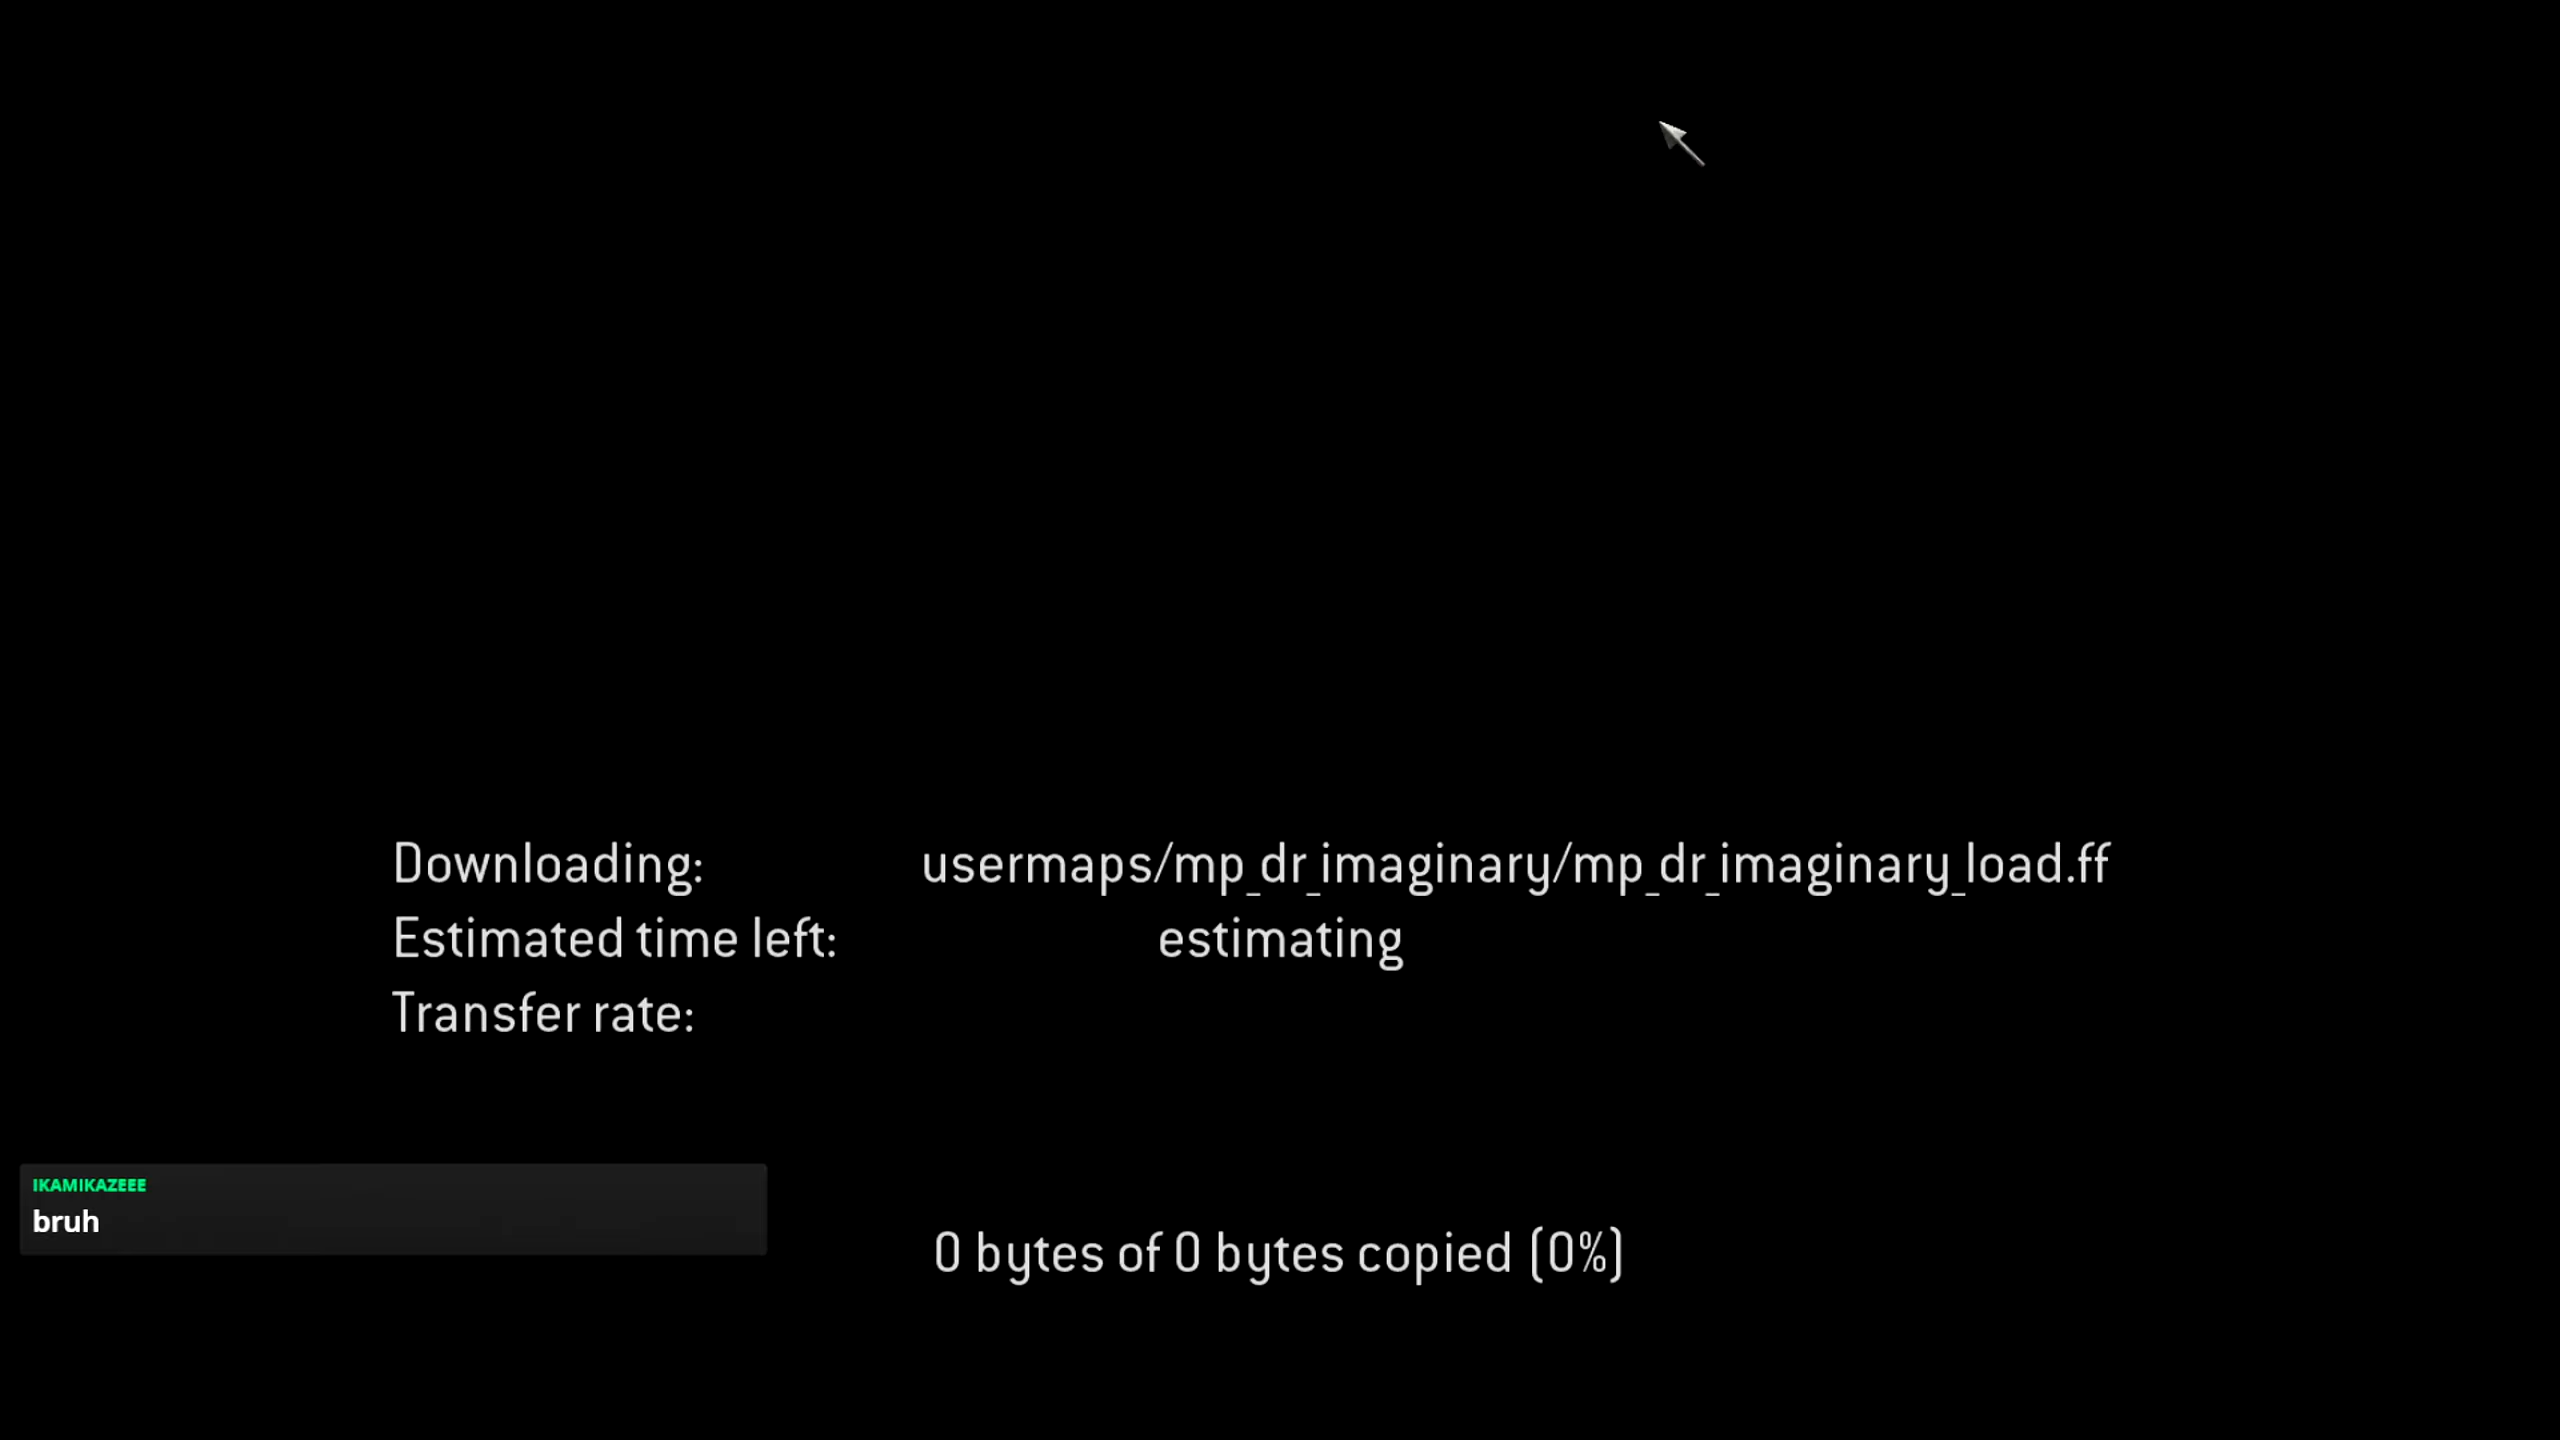 Downloading: usermaps/mp_dr_imaginary/mp_dr_imaginary_load.ff
Estimated time left: estimating
Transfer rate:
IKAMIKAZEEE
bruh
0 bytes of 0 bytes copied (0%)